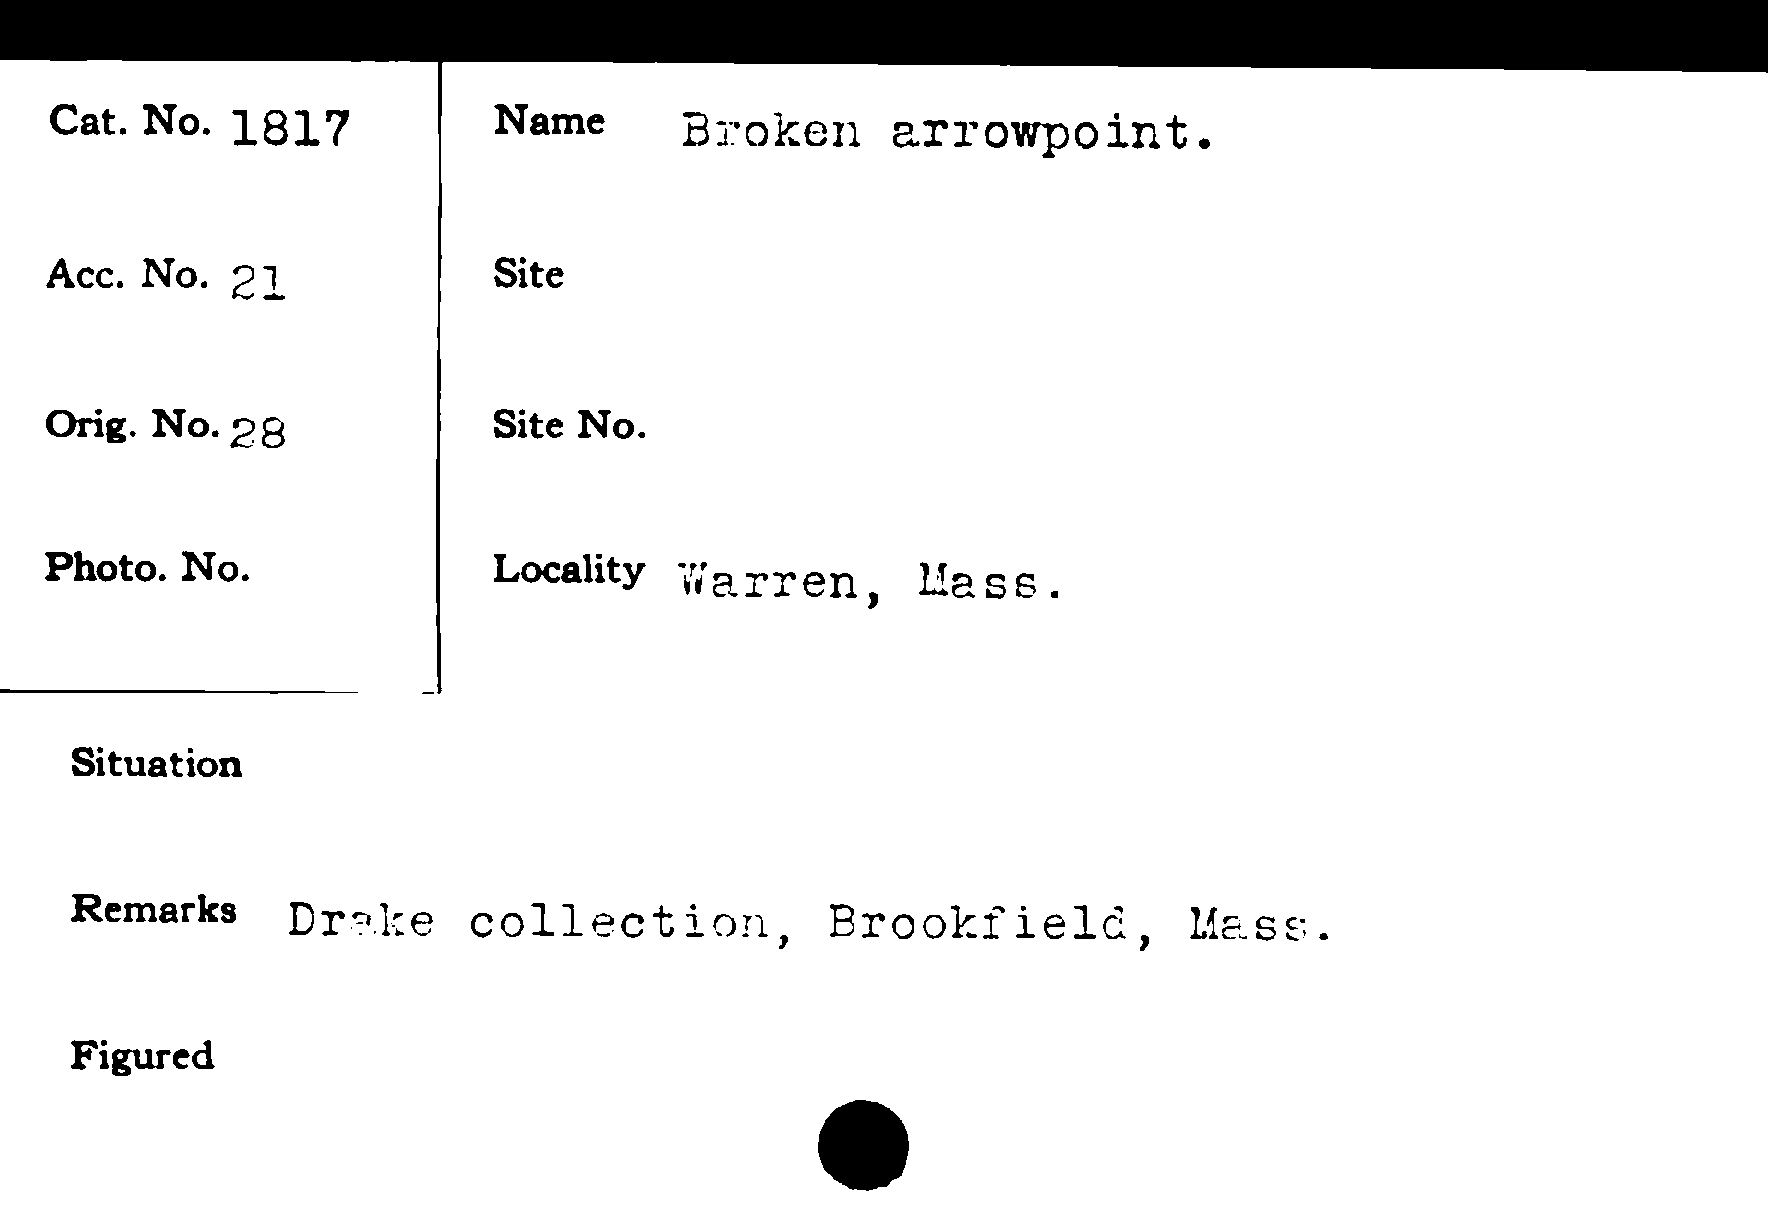 Cat. No. 1817
Name Broken arrowpoint.
Acc. No. 21
Site
Orig. No. 28
Site No.
Photo. No.
Locality Warren, Mass.
Situation
Remarks Drake collection, Brookfield, Mass.
Figured